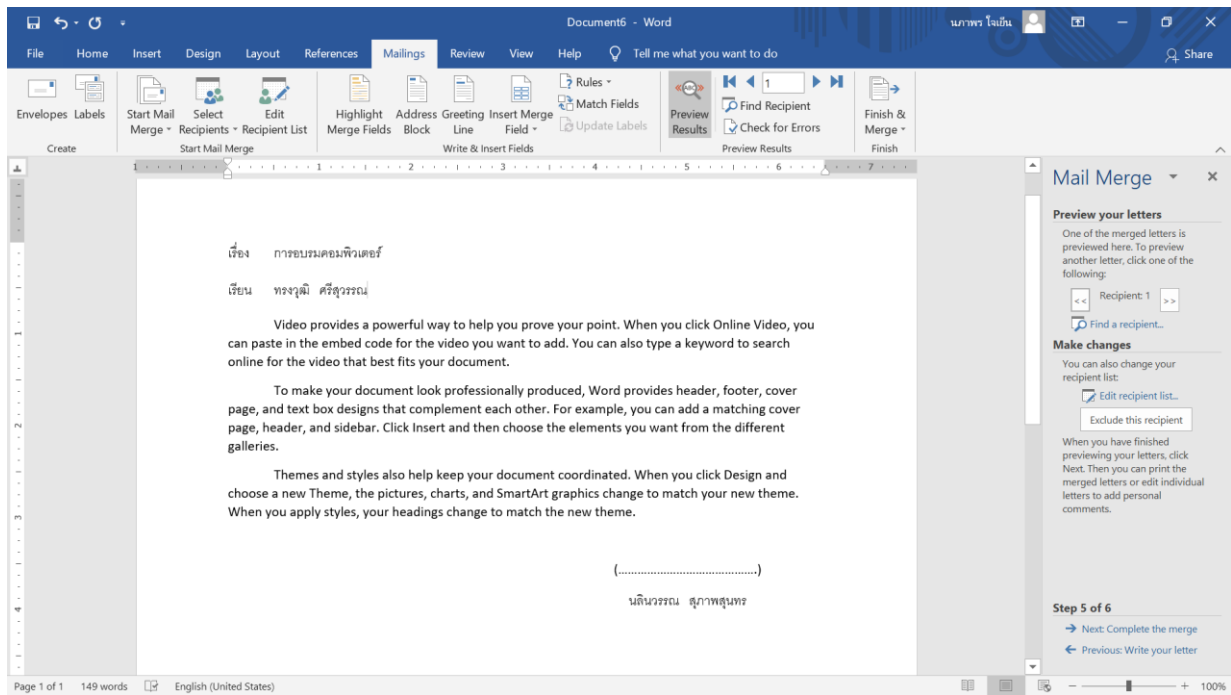 Document6 - Word
นภาพร โจเย็น
File Home Insert Design Layout References Mailings Review View Help Tell me what you want to do Share
Envelopes Labels
Create
Start Mail Merge Select Recipients Edit Recipient List
Start Mail Merge
Highlight Merge Fields Address Block Greeting Line Insert Merge Field
Rules
Match Fields
Update Labels
Write & Insert Fields
«ABC»
Preview Results
1
Find Recipient
Check for Errors
Preview Results
Finish & Merge
Finish
1 1 2 3 4 5 6 7
เรื่อง การอบรมคอมพิวเตอร์
เรียน ทรงวุฒิ ศรีสุวรรณ
Video provides a powerful way to help you prove your point. When you click Online Video, you
can paste in the embed code for the video you want to add. You can also type a keyword to search
online for the video that best fits your document.
To make your document look professionally produced, Word provides header, footer, cover
page, and text box designs that complement each other. For example, you can add a matching cover
page, header, and sidebar. Click Insert and then choose the elements you want from the different
galleries.
Themes and styles also help keep your document coordinated. When you click Design and
choose a new Theme, the pictures, charts, and SmartArt graphics change to match your new theme.
When you apply styles, your headings change to match the new theme.
(…………………………………….)
นลินวรรณ สุภาพสุนทร
Mail Merge
Preview your letters
One of the merged letters is
previewed here. To preview
another letter, click one of the
following:
<< Recipient: 1 >>
Find a recipient...
Make changes
You can also change your
recipient list:
Edit recipient list...
Exclude this recipient
When you have finished
previewing your letters, click
Next. Then you can print the
merged letters or edit individual
letters to add personal
comments.
Step 5 of 6
Next: Complete the merge
Previous: Write your letter
Page 1 of 1 149 words English (United States) 100%